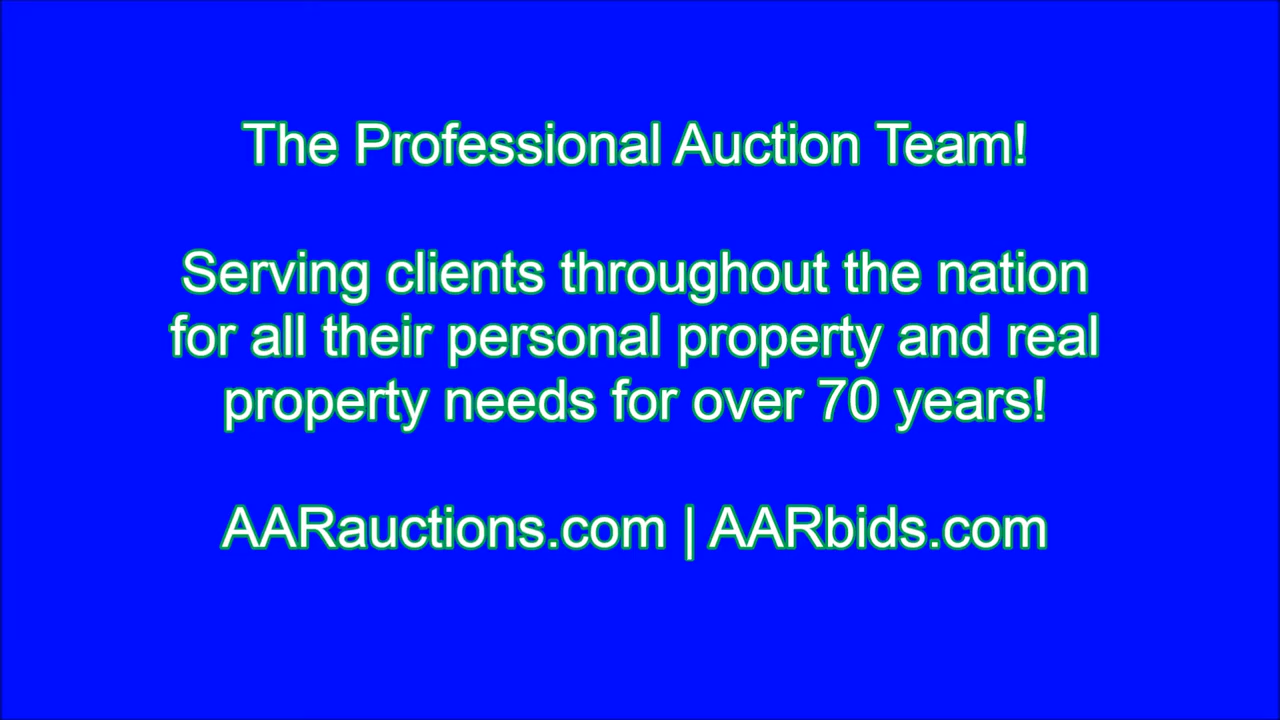 The Professional Auction Team!
Serving clients throughout the nation
for all their personal property and real
property needs for over 70 years!
AARauctions.com | AARbids.com